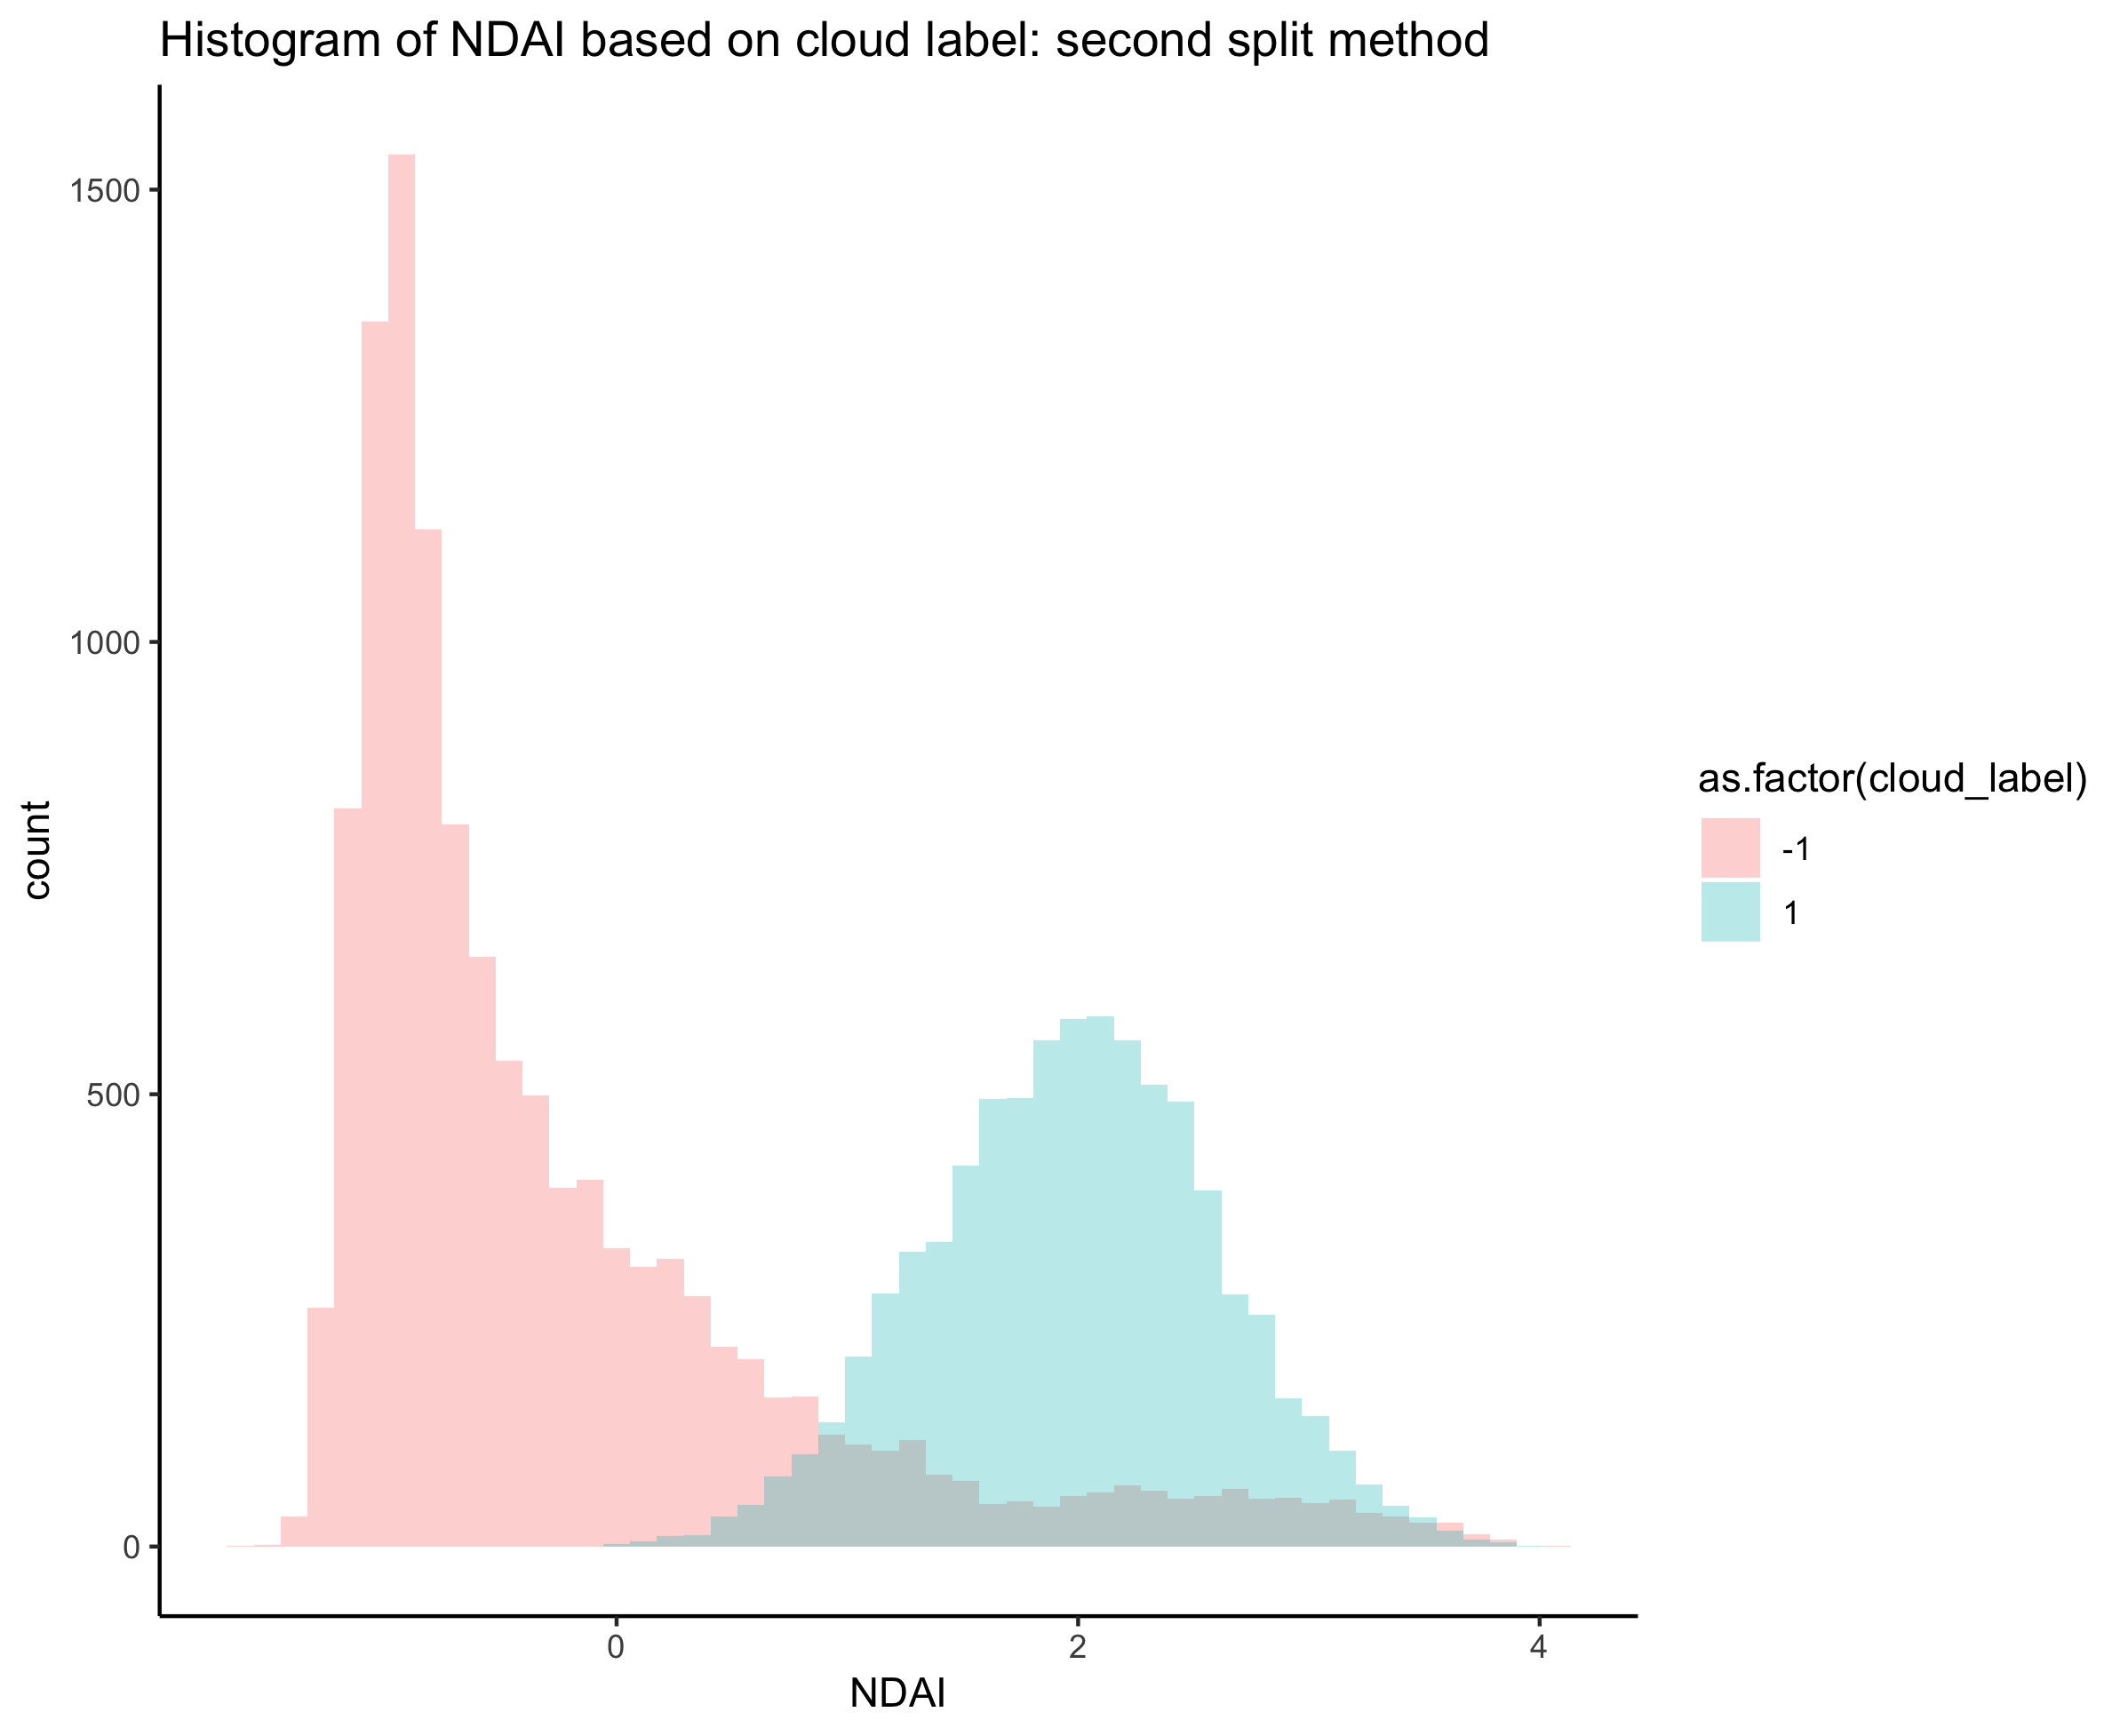 Histogram of NDAI based on cloud label: second split method
1500
1000
500
0
count
0 2 4
NDAI
as.factor(cloud_label)
-1
1